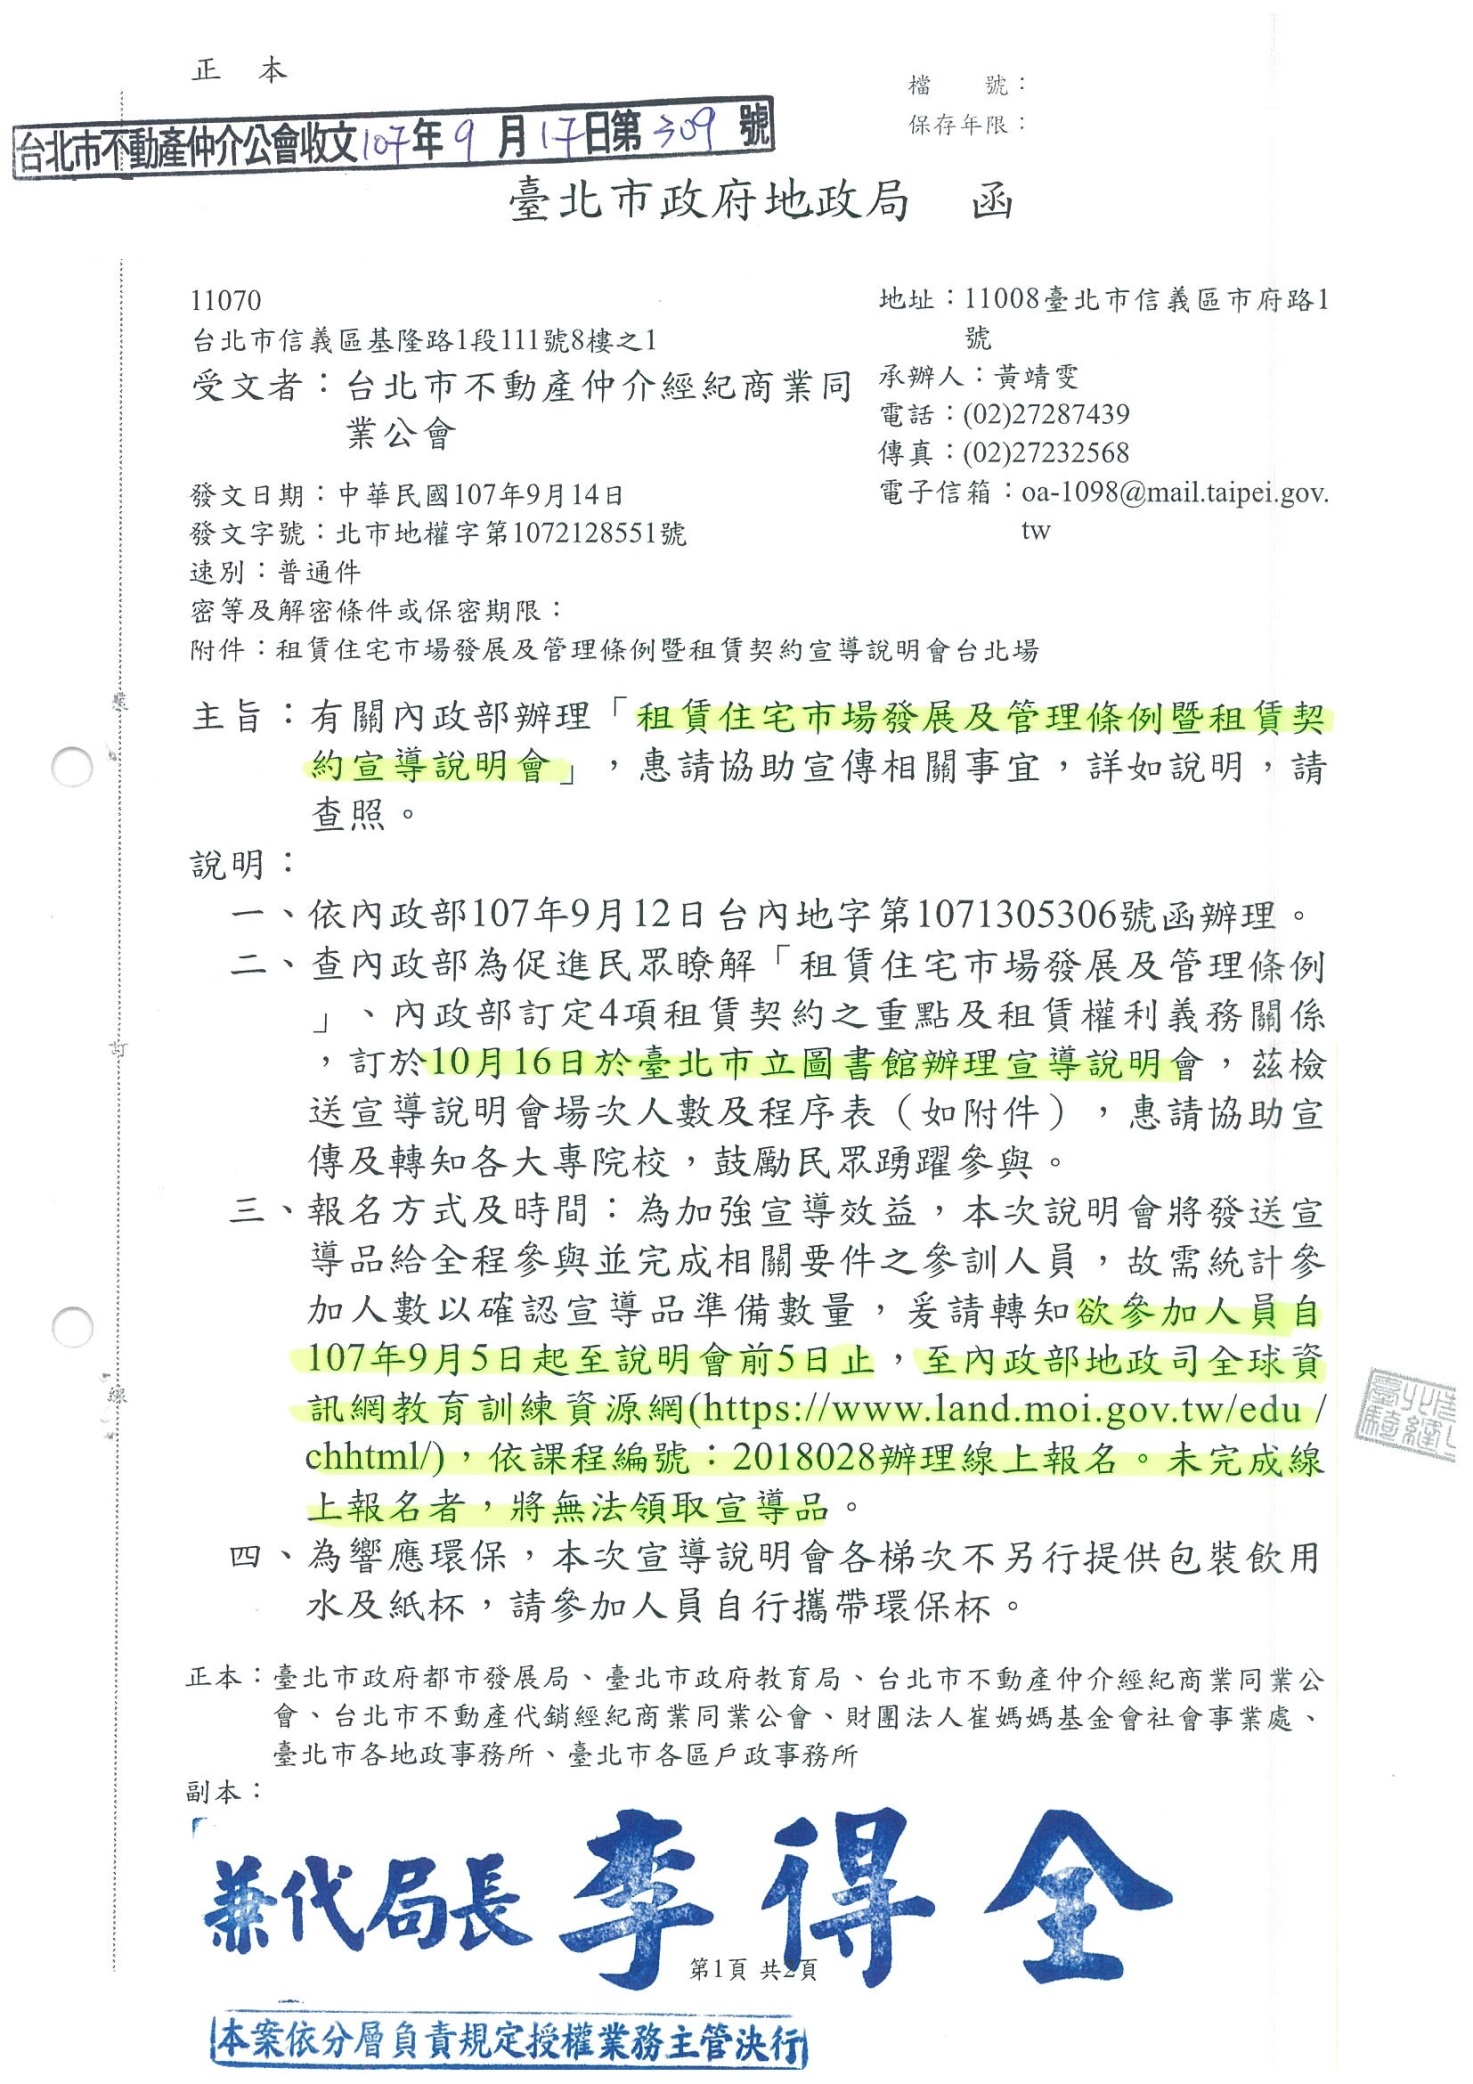 正　本
檔　　號：
保存年限：
台北市不動產仲介公會收文107年9月17日第309號
臺北市政府地政局　函
11070
台北市信義區基隆路1段111號8樓之1
受文者：台北市不動產仲介經紀商業同
業公會
地址：11008臺北市信義區市府路1
號
承辦人：黃靖雯
電話：(02)27287439
傳真：(02)27232568
電子信箱：oa-1098@mail.taipei.gov.
tw
發文日期：中華民國107年9月14日
發文字號：北市地權字第1072128551號
速別：普通件
密等及解密條件或保密期限：
附件：租賃住宅市場發展及管理條例暨租賃契約宣導說明會台北場
主旨：有關內政部辦理「租賃住宅市場發展及管理條例暨租賃契
約宣導說明會」，惠請協助宣傳相關事宜，詳如說明，請
查照。
說明：
一、依內政部107年9月12日台內地字第1071305306號函辦理。
二、查內政部為促進民眾瞭解「租賃住宅市場發展及管理條例
」、內政部訂定4項租賃契約之重點及租賃權利義務關係
，訂於10月16日於臺北市立圖書館辦理宣導說明會，茲檢
送宣導說明會場次人數及程序表（如附件），惠請協助宣
傳及轉知各大專院校，鼓勵民眾踴躍參與。
三、報名方式及時間：為加強宣導效益，本次說明會將發送宣
導品給全程參與並完成相關要件之參訓人員，故需統計參
加人數以確認宣導品準備數量，爰請轉知欲參加人員自
107年9月5日起至說明會前5日止，至內政部地政司全球資
訊網教育訓練資源網(https://www.land.moi.gov.tw/edu/
chhtml/)，依課程編號：2018028辦理線上報名。未完成線
上報名者，將無法領取宣導品。
四、為響應環保，本次宣導說明會各梯次不另行提供包裝飲用
水及紙杯，請參加人員自行攜帶環保杯。
正本：臺北市政府都市發展局、臺北市政府教育局、台北市不動產仲介經紀商業同業公
會、台北市不動產代銷經紀商業同業公會、財團法人崔媽媽基金會社會事業處、
臺北市各地政事務所、臺北市各區戶政事務所
副本：
兼代局長 李得全
第1頁 共2頁
本案依分層負責規定授權業務主管決行
裝
訂
線